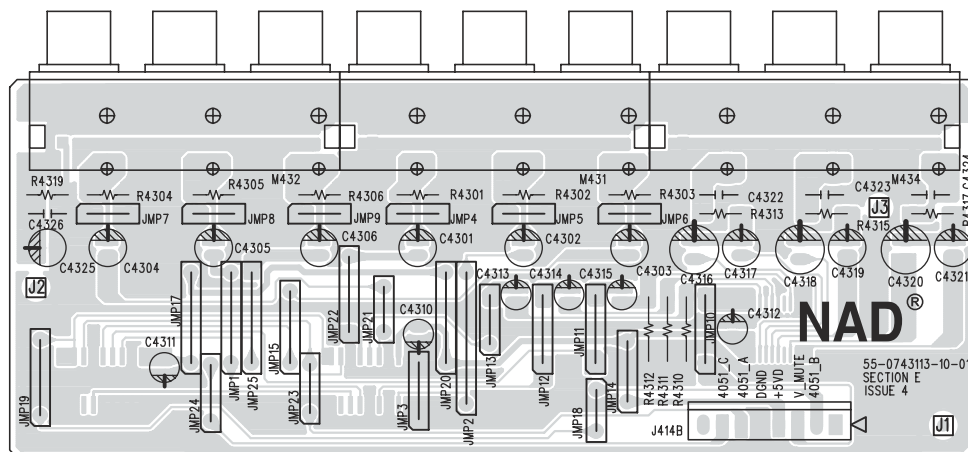 M432
M431
M434
R4319
R4304
R4305
R4306
R4301
R4302
R4303
C4322
C4323
R4317 C4324
C4326
JMP7
JMP8
JMP9
JMP4
JMP5
JMP6
R4313
R4315
J3
C4325
C4304
C4305
C4306
C4301
C4302
C4313
C4314
C4315
C4303
C4316
C4317
C4318
C4319
C4320
C4321
J2
JMP17
JMP22
JMP21
C4310
JMP10
C4312
NAD®
C4311
JMP1
JMP25
JMP15
JMP20
JMP13
JMP12
JMP11
55-0743113-10-01
SECTION E
ISSUE 4
JMP19
JMP24
JMP23
JMP3
JMP2
JMP18
JMP14
R4312
R4311
R4310
4051_C
4051_A
DGND
+5VD
V_MUTE
4051_B
J414B
J1